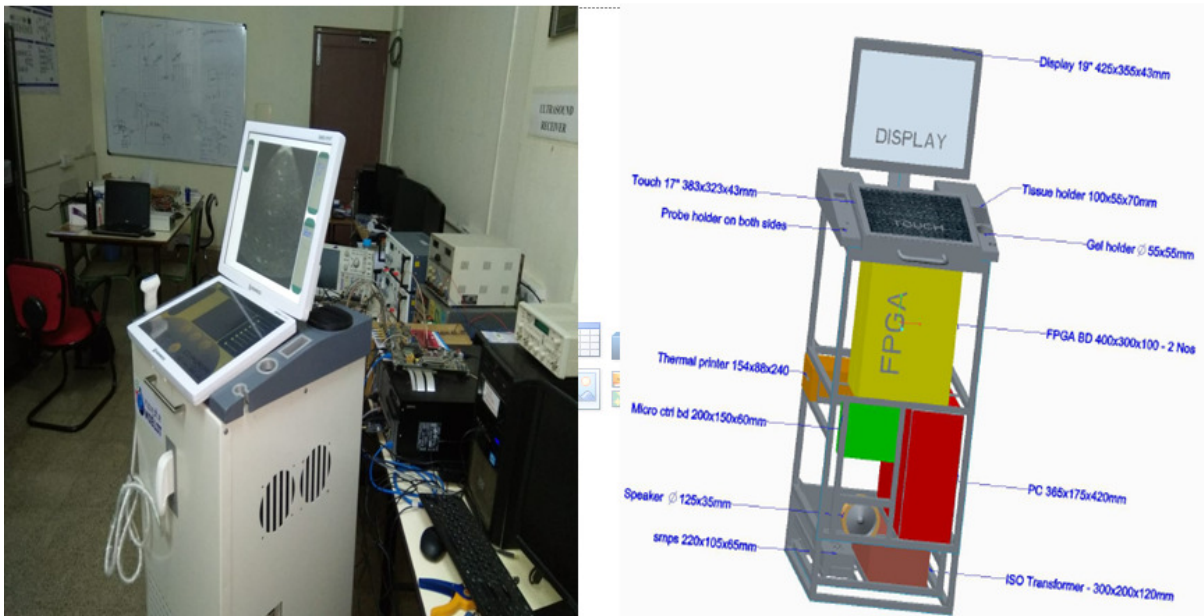 ULTRASOUND
RECEIVER
Display 19" 425x355x43mm
DISPLAY
Touch 17" 383x323x43mm
Tissue holder 100x55x70mm
Probe holder on both sides
TOUCH
Gel holder ∅ 55x55mm
FPGA
FPGA BD 400x300x100 - 2 Nos
Thermal printer 154x88x240
Micro ctrl bd 200x150x60mm
PC 365x175x420mm
Speaker ∅ 125x35mm
smps 220x105x65mm
ISO Transformer - 300x200x120mm